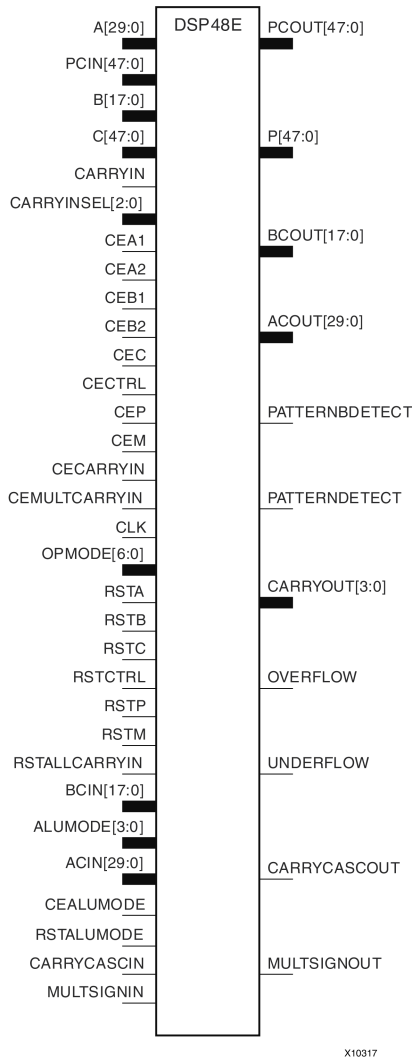 DSP48E
A[29:0]
PCIN[47:0]
B[17:0]
C[47:0]
CARRYIN
CARRYINSEL[2:0]
CEA1
CEA2
CEB1
CEB2
CEC
CECTRL
CEP
CEM
CECARRYIN
CEMULTCARRYIN
CLK
OPMODE[6:0]
RSTA
RSTB
RSTC
RSTCTRL
RSTP
RSTM
RSTALLCARRYIN
BCIN[17:0]
ALUMODE[3:0]
ACIN[29:0]
CEALUMODE
RSTALUMODE
CARRYCASCIN
MULTSIGNIN
PCOUT[47:0]
P[47:0]
BCOUT[17:0]
ACOUT[29:0]
PATTERNBDETECT
PATTERNDETECT
CARRYOUT[3:0]
OVERFLOW
UNDERFLOW
CARRYCASCOUT
MULTSIGNOUT
X10317